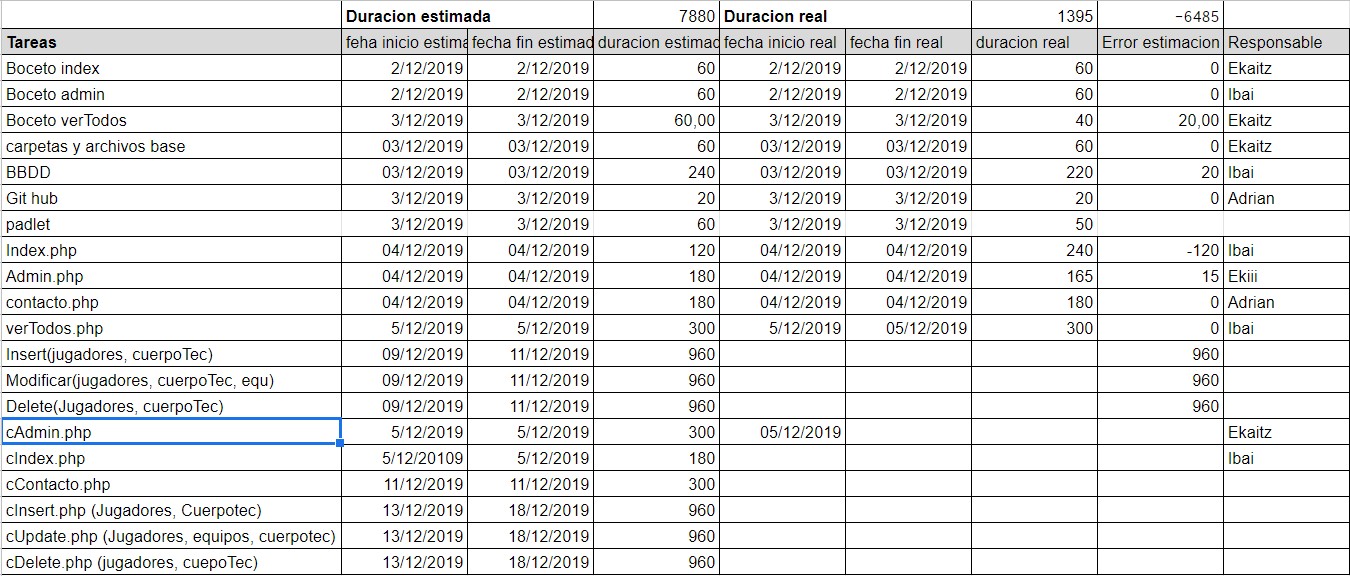 Duracion estimada 7880 Duracion real 1395 -6485
Tareas feha inicio estima fecha fin estimad duracion estimac fecha inicio real fecha fin real duracion real Error estimacion Responsable
Boceto index 2/12/2019 2/12/2019 60 2/12/2019 2/12/2019 60 0 Ekaitz
Boceto admin 2/12/2019 2/12/2019 60 2/12/2019 2/12/2019 60 0 Ibai
Boceto verTodos 3/12/2019 3/12/2019 60,00 3/12/2019 3/12/2019 40 20,00 Ekaitz
carpetas y archivos base 03/12/2019 03/12/2019 60 03/12/2019 03/12/2019 60 0 Ekaitz
BBDD 03/12/2019 03/12/2019 240 03/12/2019 03/12/2019 220 20 Ibai
Git hub 3/12/2019 3/12/2019 20 3/12/2019 3/12/2019 20 0 Adrian
padlet 3/12/2019 3/12/2019 60 3/12/2019 3/12/2019 50
Index.php 04/12/2019 04/12/2019 120 04/12/2019 04/12/2019 240 -120 Ibai
Admin.php 04/12/2019 04/12/2019 180 04/12/2019 04/12/2019 165 15 Ekiii
contacto.php 04/12/2019 04/12/2019 180 04/12/2019 04/12/2019 180 0 Adrian
verTodos.php 5/12/2019 5/12/2019 300 5/12/2019 05/12/2019 300 0 Ibai
Insert(jugadores, cuerpoTec) 09/12/2019 11/12/2019 960 960
Modificar(jugadores, cuerpoTec, equ) 09/12/2019 11/12/2019 960 960
Delete(Jugadores, cuerpoTec) 09/12/2019 11/12/2019 960 960
cAdmin.php 5/12/2019 5/12/2019 300 05/12/2019 Ekaitz
cIndex.php 5/12/20109 5/12/2019 180 Ibai
cContacto.php 11/12/2019 11/12/2019 300
cInsert.php (Jugadores, Cuerpotec) 13/12/2019 18/12/2019 960
cUpdate.php (Jugadores, equipos, cuerpotec) 13/12/2019 18/12/2019 960
cDelete.php (jugadores, cuepoTec) 13/12/2019 18/12/2019 960